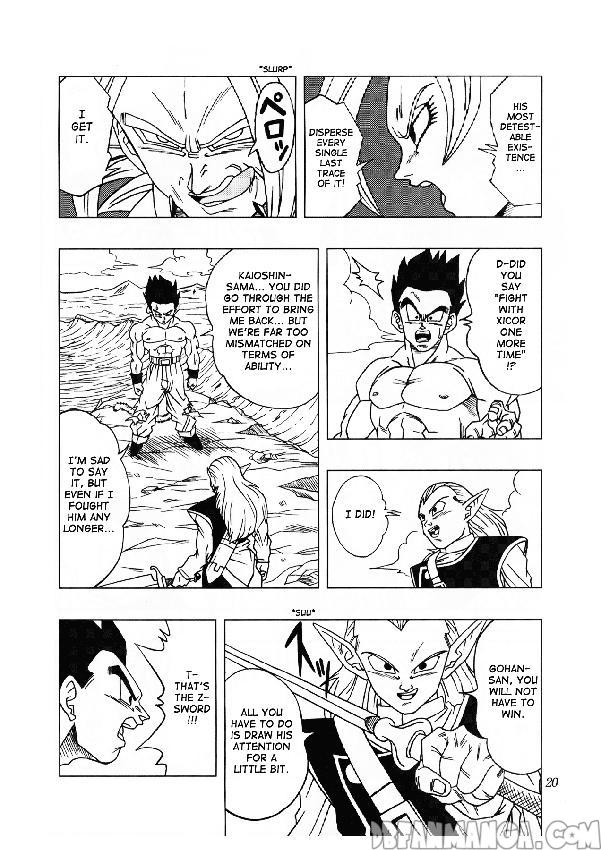 *SLURP*
HIS
MOST
DETEST-
ABLE
EXIS-
TENCE
...
DISPERSE
EVERY
SINGLE
LAST
TRACE
OF IT!
ペロッ
I
GET
IT.
D-DID
YOU
SAY
"FIGHT
WITH
XICOR
ONE
MORE
TIME"
!?
KAIOSHIN-
SAMA... YOU DID
GO THROUGH
THE
EFFORT TO BRING
ME BACK... BUT
WE'RE FAR TOO
MISMATCHED ON
TERMS OF
ABILITY...
I'M SAD
TO SAY
IT, BUT
EVEN IF I
FOUGHT
HIM ANY
LONGER...
I DID!
*SUU*
GOHAN-
SAN, YOU
WILL NOT
HAVE TO
WIN.
ALL YOU
HAVE TO DO
IS DRAW HIS
ATTENTION
FOR A
LITTLE BIT.
T-
THAT'S
THE Z-
SWORD
!!!
20
DBFANMANGA.COM